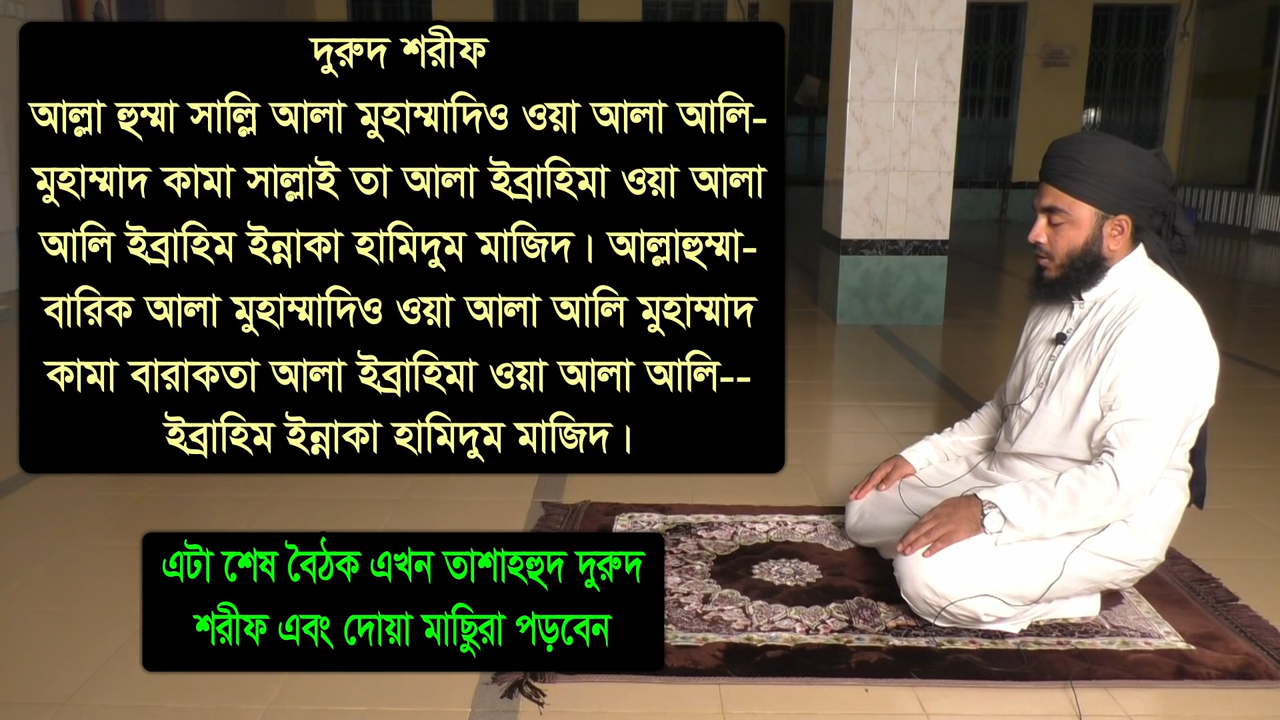 দুরুদ শরীফ
আল্লা হুম্মা সাল্লি আলা মুহাম্মাদিও ওয়া আলা আলি-
মুহাম্মাদ কামা সাল্লাই তা আলা ইব্রাহিমা ওয়া আলা
আলি ইব্রাহিম ইন্নাকা হামিদুম মাজিদ। আল্লাহুম্মা-
বারিক আলা মুহাম্মাদিও ওয়া আলা আলি মুহাম্মাদ
কামা বারাকতা আলা ইব্রাহিমা ওয়া আলা আলি--
ইব্রাহিম ইন্নাকা হামিদুম মাজিদ।
এটা শেষ বৈঠক এখন তাশাহহুদ দুরুদ
শরীফ এবং দোয়া মাছুিরা পড়বেন